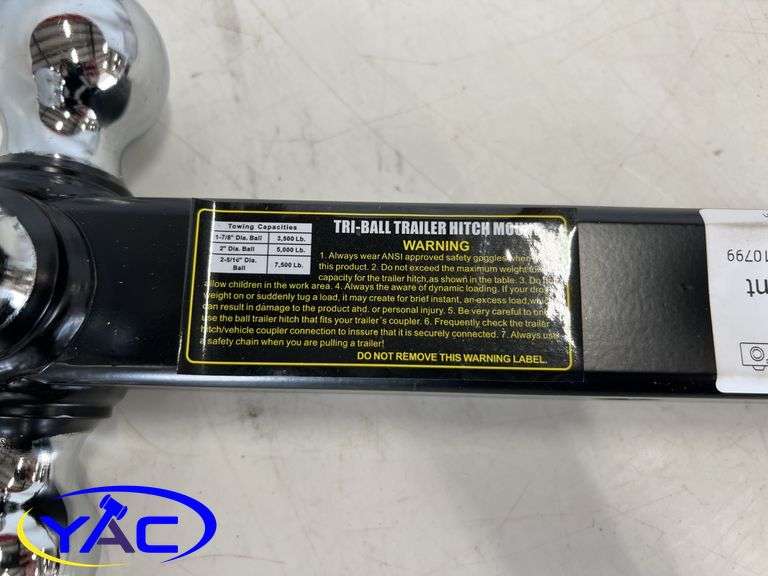 TRI-BALL TRAILER HITCH
Towing Capacities
1-7/8" Dia. Ball 3,500 Lb.
2" Dia. Ball 5,000 Lb.
2-5/16" Dia. Ball 7,500 Lb.
WARNING
1. Always wear ANSI approved safety goggles when
this product. 2. Do not exceed the maximum weight
capacity for the trailer hitch,as shown in the table. 3. Do
allow children in the work area. 4. Always the aware of dynamic loading. If your
weight on or suddenly tug a load, it may create for brief instant, an excess load,
can result in damage to the product and. or personal injury. 5. Be very careful to
use the ball trailer hitch that fits your trailer`s coupler. 6. Frequently check the trailer
hitch/vehicle coupler connection to inssure that it is securely connected. 7. Always use
a safety chain when you are pulling a trailer!
DO NOT REMOVE THIS WARNING LABEL.
10799
nt
YAC